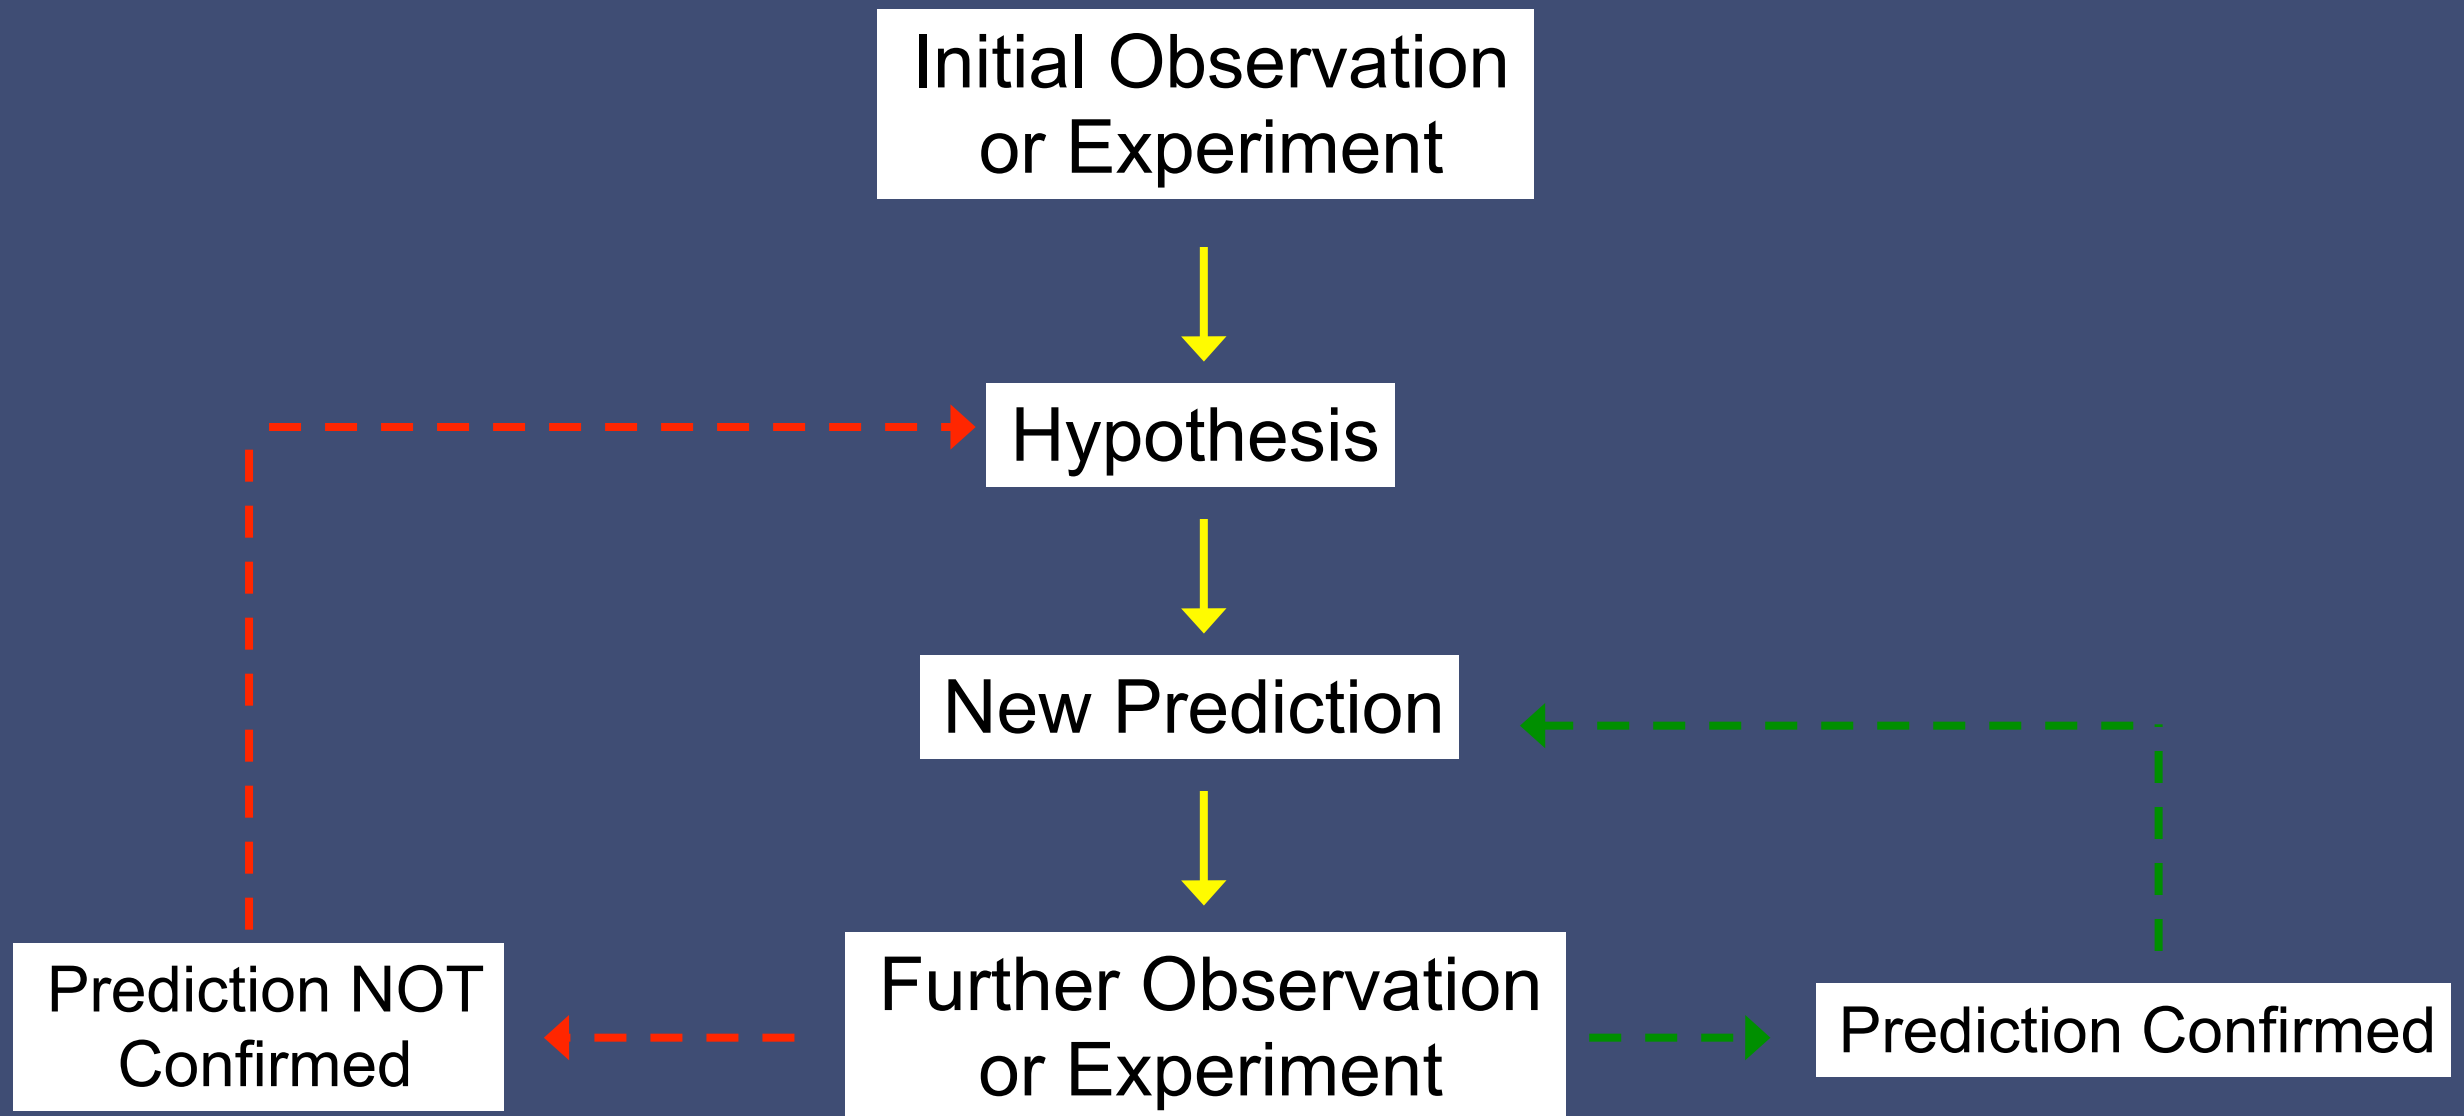 Initial Observation
or Experiment
Hypothesis
New Prediction
Prediction NOT
Confirmed
Further Observation
or Experiment
Prediction Confirmed